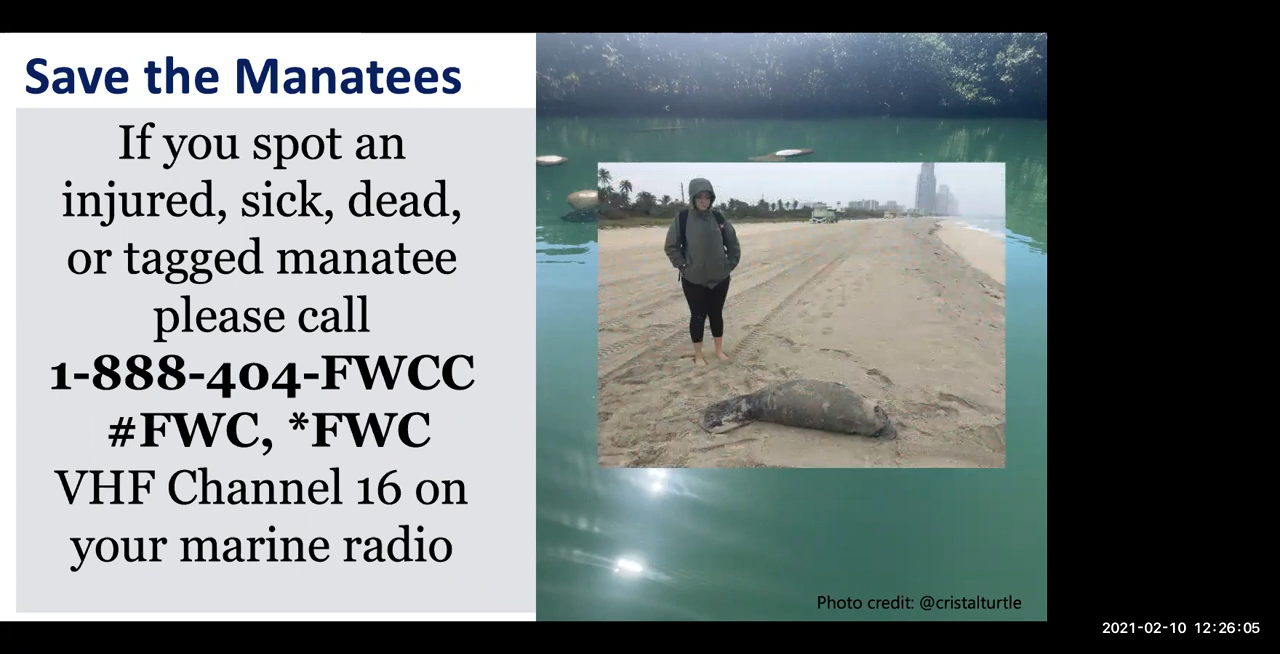 Save the Manatees
If you spot an
injured, sick, dead,
or tagged manatee
please call
1-888-404-FWCC
#FWC, *FWC
VHF Channel 16 on
your marine radio
Photo credit: @cristalturtle
2021-02-10 12:26:05